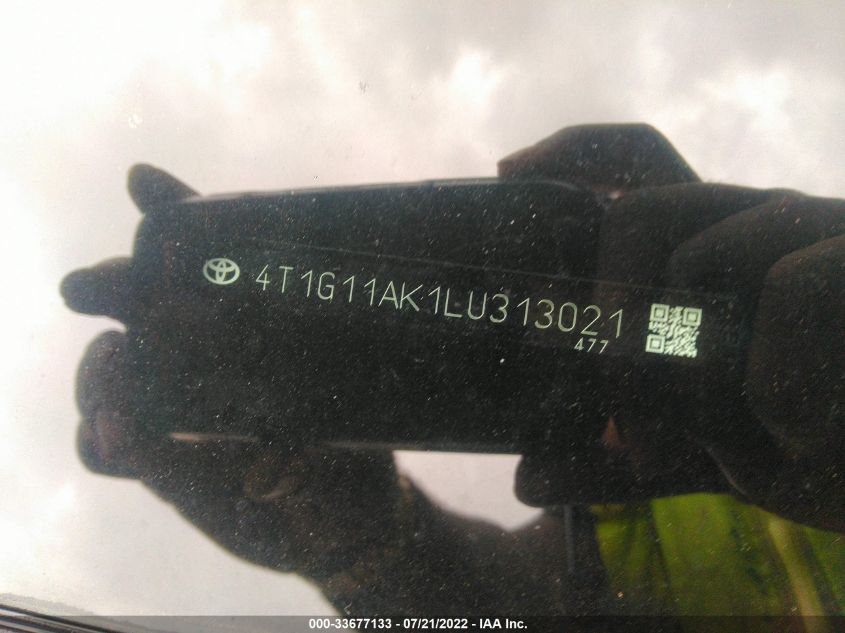 4T1G11AK1LU313021
477
000-33677133 - 07/21/2022 - IAA Inc.